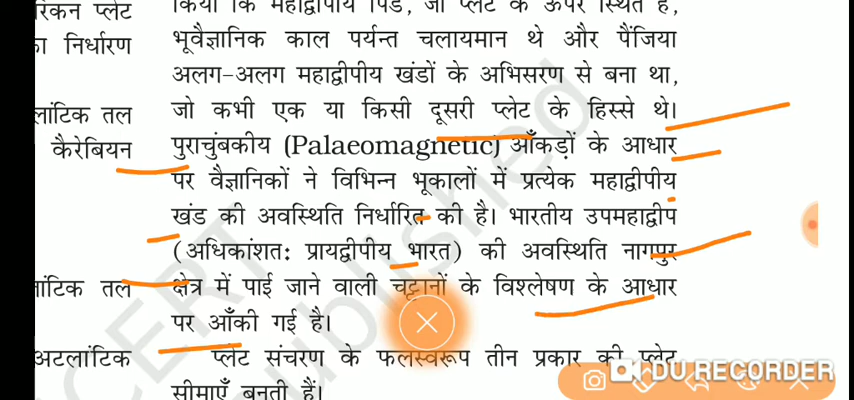 रिकन प्लेट
का निर्धारण
लांटिक तल
कैरेबियन
लांटिक तल
अटलांटिक
किया कि महाद्वीपीय पिंड, जो प्लेट के ऊपर स्थित हैं,
भूवैज्ञानिक काल पर्यन्त चलायमान थे और पैंजिया
अलग-अलग महाद्वीपीय खंडों के अभिसरण से बना था,
जो कभी एक या किसी दूसरी प्लेट के हिस्से थे।
पुराचुंबकीय (Palaeomagnetic) आँकड़ों के आधार
पर वैज्ञानिकों ने विभिन्न भूकालों में प्रत्येक महाद्वीपीय
खंड की अवस्थिति निर्धारित की है। भारतीय उपमहाद्वीप
(अधिकांशत: प्रायद्वीपीय भारत) की अवस्थिति नागपुर
क्षेत्र में पाई जाने वाली चट्टानों के विश्लेषण के आधार
पर आँकी गई है।
प्लेट संचरण के फलस्वरूप तीन प्रकार की प्लेट
सीमाएँ बनती हैं।
NCERT
published
DU RECORDER